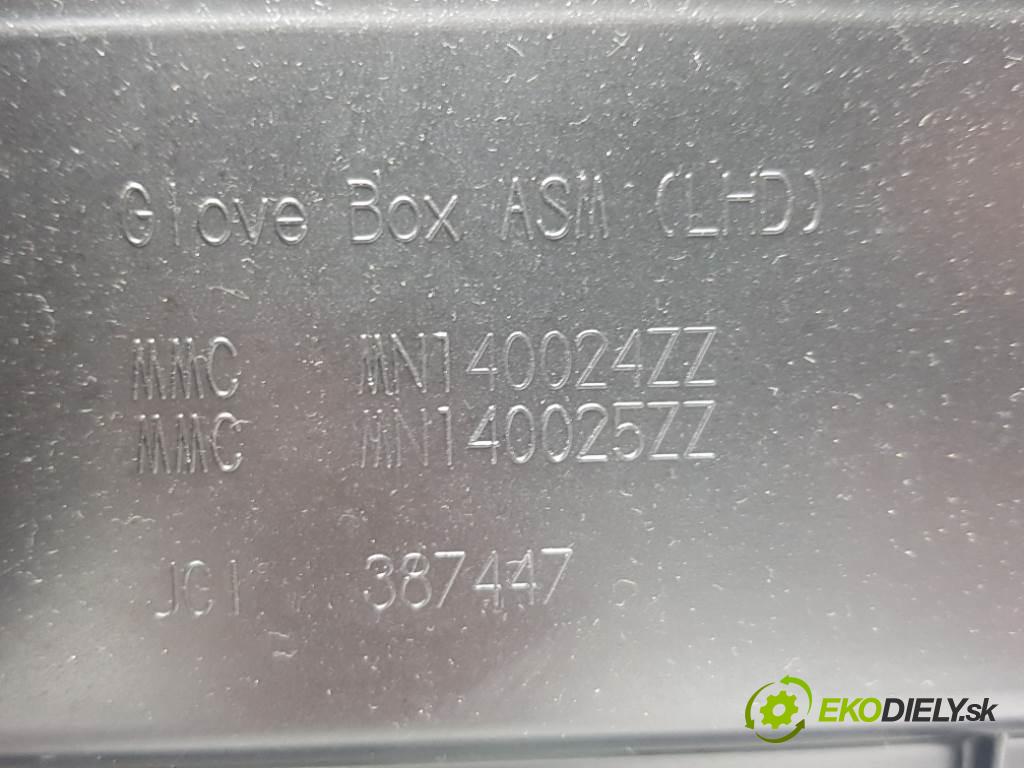 Glove Box ASM (LHD)
MMC MN140024ZZ
MMC MN140025ZZ
JCI 387447
EKODIELY.sk